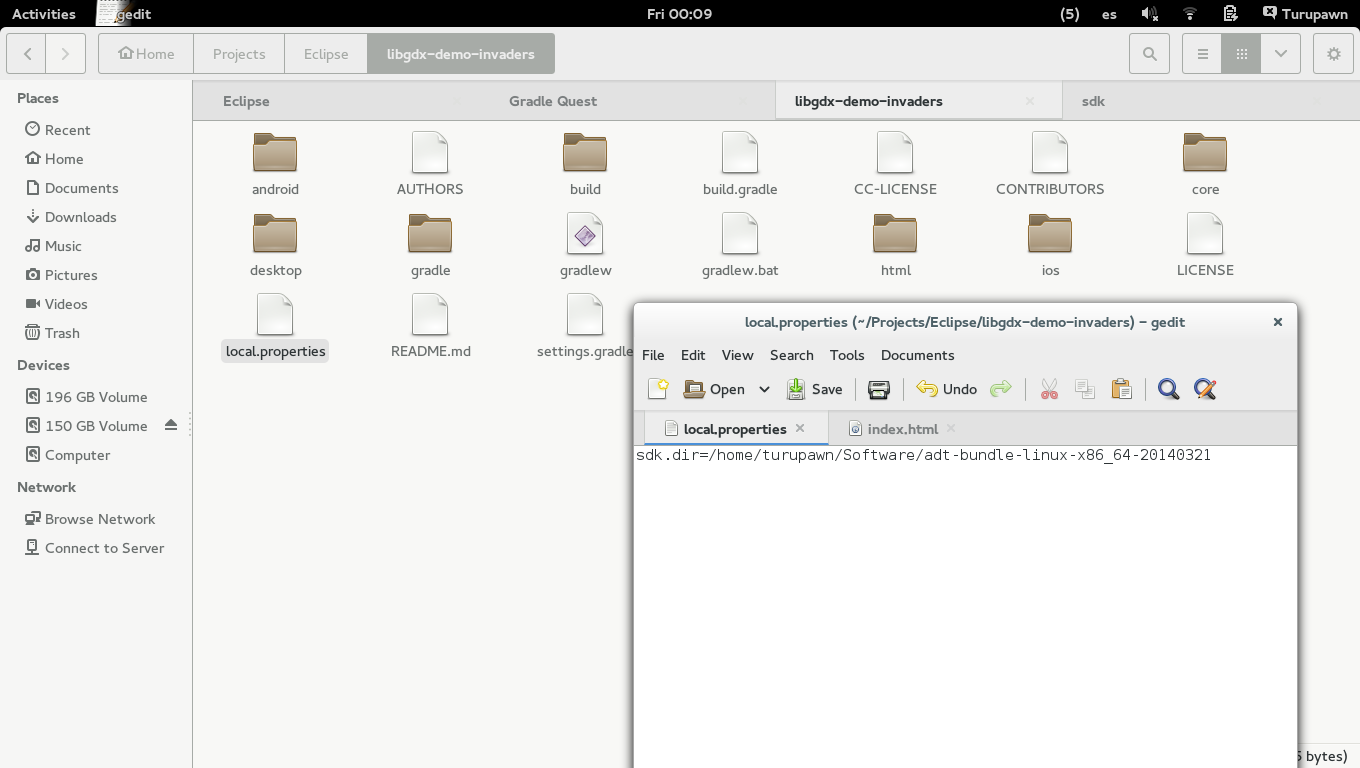 Activities gedit Fri 00:09 (5) es Turupawn
Home Projects Eclipse libgdx-demo-invaders
Places
Recent
Home
Documents
Downloads
Music
Pictures
Videos
Trash
Devices
196 GB Volume
150 GB Volume
Computer
Network
Browse Network
Connect to Server
Eclipse Gradle Quest libgdx-demo-invaders sdk
android AUTHORS build build.gradle CC-LICENSE CONTRIBUTORS core
desktop gradle gradlew gradlew.bat html ios LICENSE
local.properties README.md settings.gradle
local.properties (~/Projects/Eclipse/libgdx-demo-invaders) - gedit
File Edit View Search Tools Documents
Open Save Undo
local.properties index.html
sdk.dir=/home/turupawn/Software/adt-bundle-linux-x86_64-20140321
bytes)